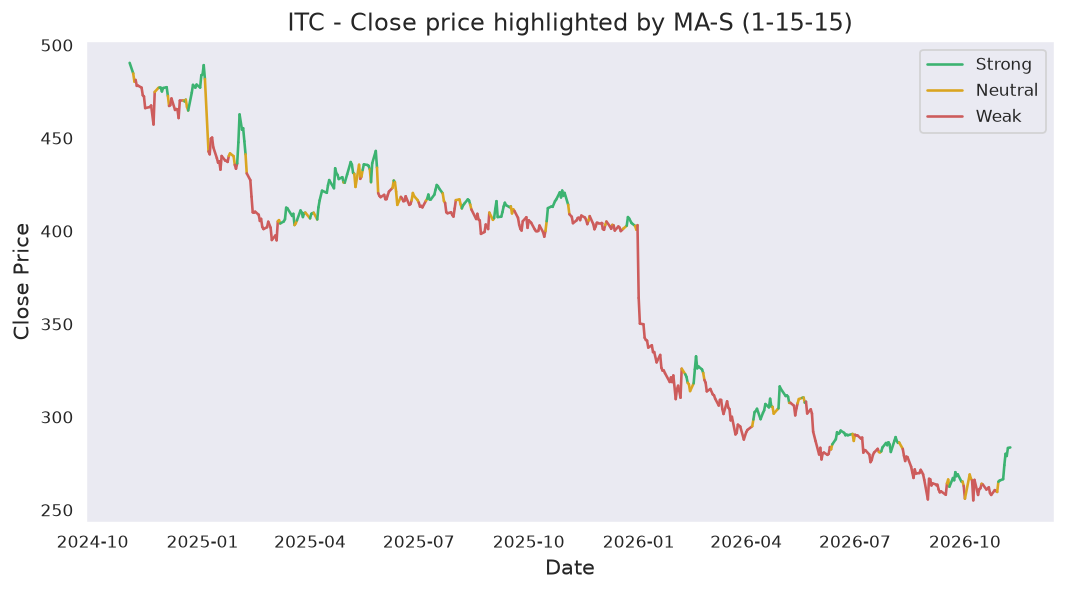 ITC - Close price highlighted by MA-S (1-15-15)
Strong
Neutral
Weak
Close Price
500
450
400
350
300
250
2024-10 2025-01 2025-04 2025-07 2025-10 2026-01 2026-04 2026-07 2026-10
Date